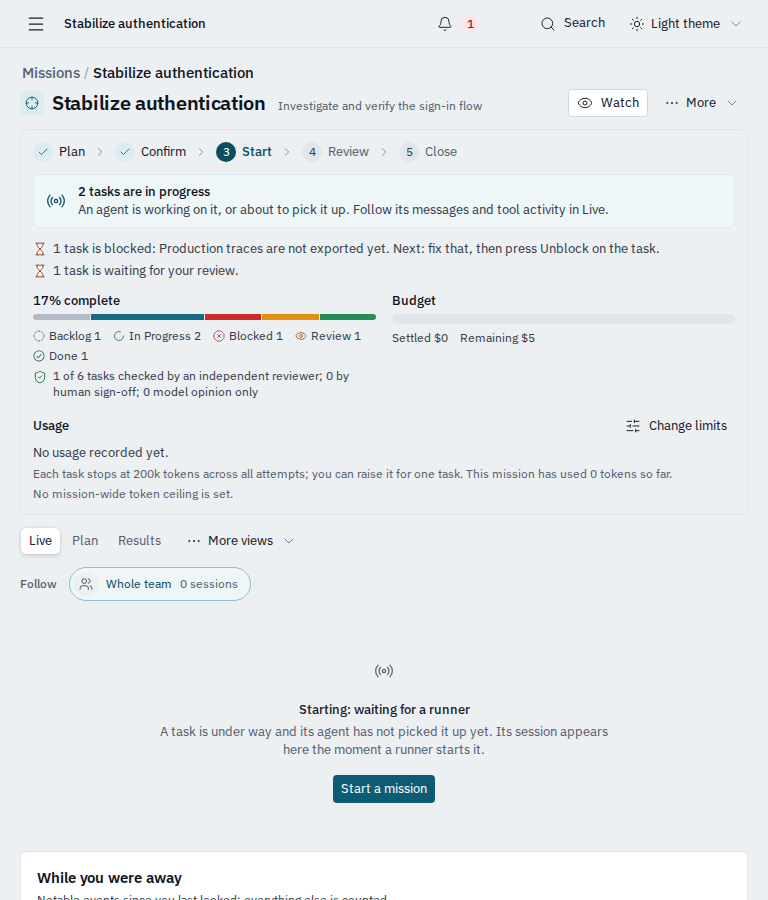 Stabilize authentication
1
Search
Light theme
Missions / Stabilize authentication
Stabilize authentication
Investigate and verify the sign-in flow
Watch
More
Plan
Confirm
3 Start
4 Review
5 Close
2 tasks are in progress
An agent is working on it, or about to pick it up. Follow its messages and tool activity in Live.
1 task is blocked: Production traces are not exported yet. Next: fix that, then press Unblock on the task.
1 task is waiting for your review.
17% complete
Backlog 1
In Progress 2
Blocked 1
Review 1
Done 1
1 of 6 tasks checked by an independent reviewer; 0 by
human sign-off; 0 model opinion only
Budget
Settled $0
Remaining $5
Usage
Change limits
No usage recorded yet.
Each task stops at 200k tokens across all attempts; you can raise it for one task. This mission has used 0 tokens so far.
No mission-wide token ceiling is set.
Live
Plan
Results
More views
Follow
Whole team
0 sessions
Starting: waiting for a runner
A task is under way and its agent has not picked it up yet. Its session appears
here the moment a runner starts it.
Start a mission
While you were away
Notable events since you last looked; everything else is counted.